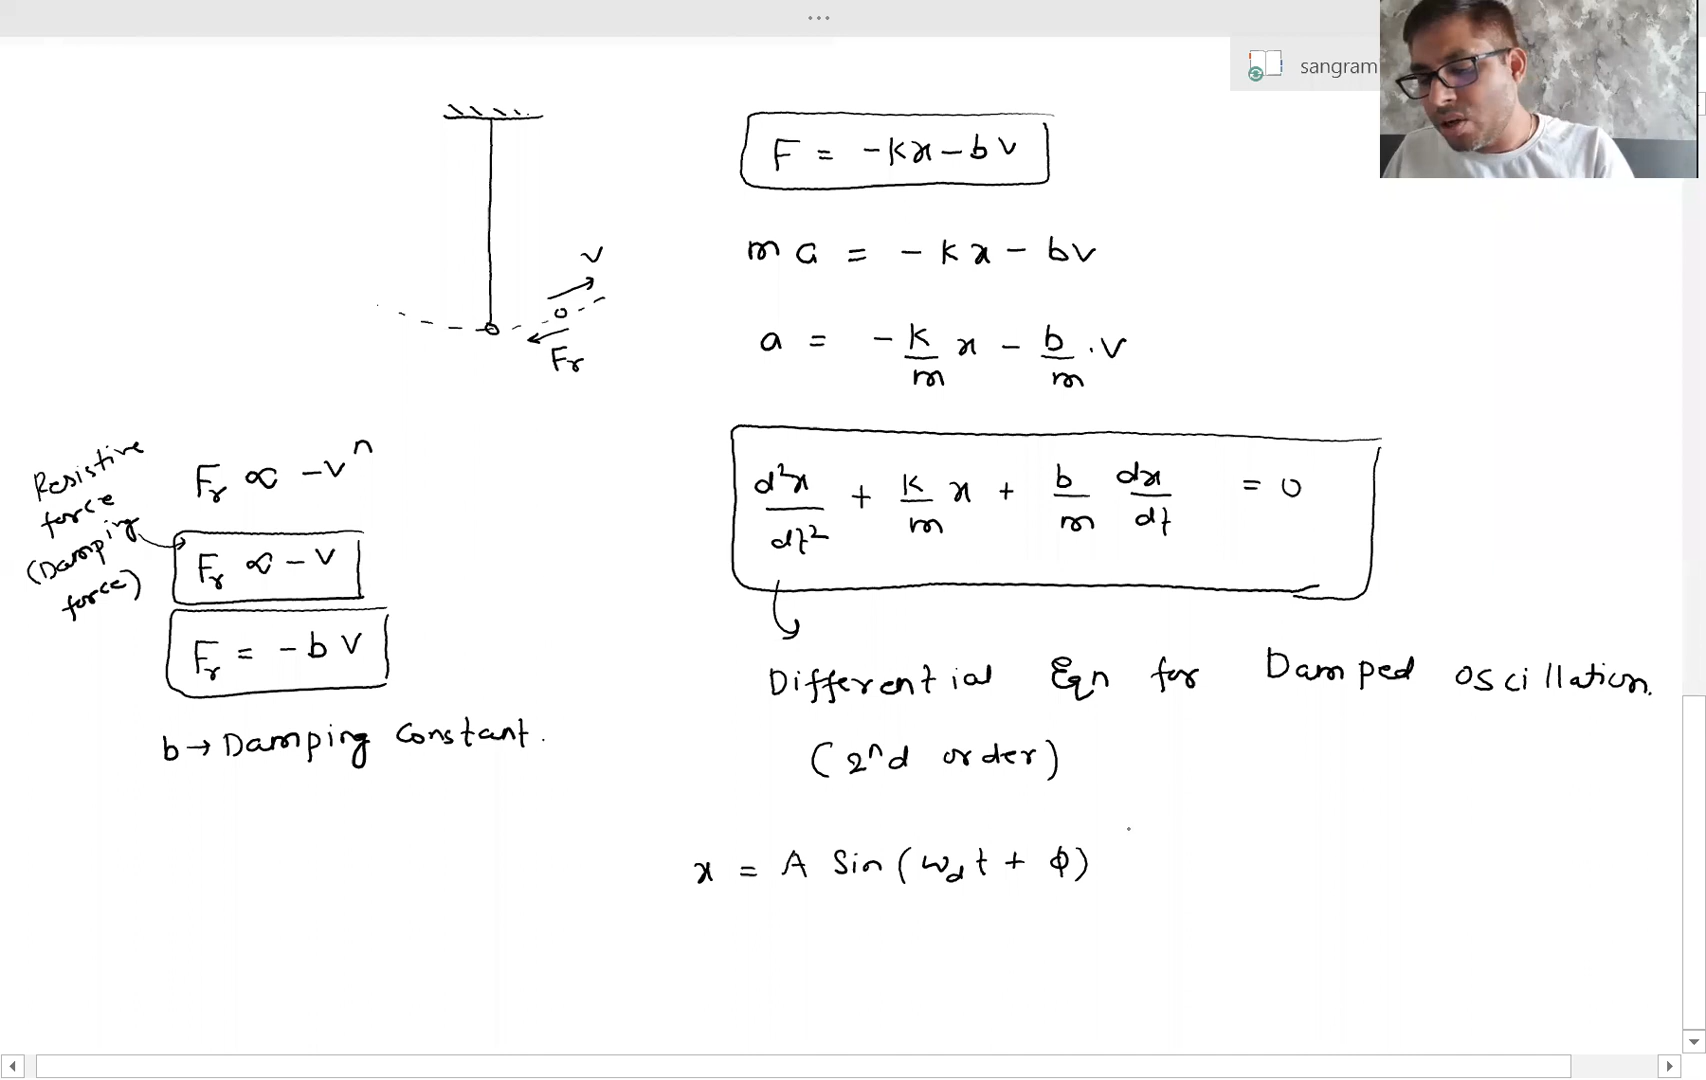 sangram
F = -kx - bv
ma = -kx - bv
v
Fr
a = -k/m x - b/m . v
Resistive force (Damping force)
Fr ∝ -v^n
Fr ∝ -v
Fr = -bv
b → Damping constant.
d²x/dt² + k/m x + b/m dx/dt = 0
Differential Eqn for Damped oscillation.
(2nd order)
x = A Sin(ω_d t + φ)